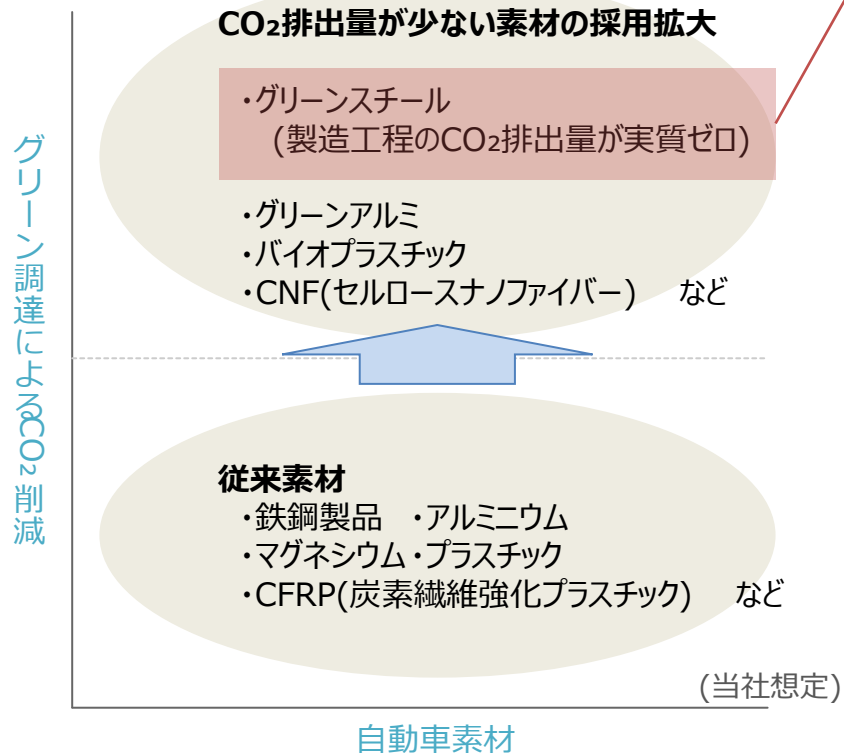 CO₂排出量が少ない素材の採用拡大
・グリーンスチール
(製造工程のCO₂排出量が実質ゼロ)
・グリーンアルミ
・バイオプラスチック
・CNF(セルロースナノファイバー) など
グリーン調達によるCO₂削減
従来素材
・鉄鋼製品 ・アルミニウム
・マグネシウム・プラスチック
・CFRP(炭素繊維強化プラスチック) など
(当社想定)
自動車素材